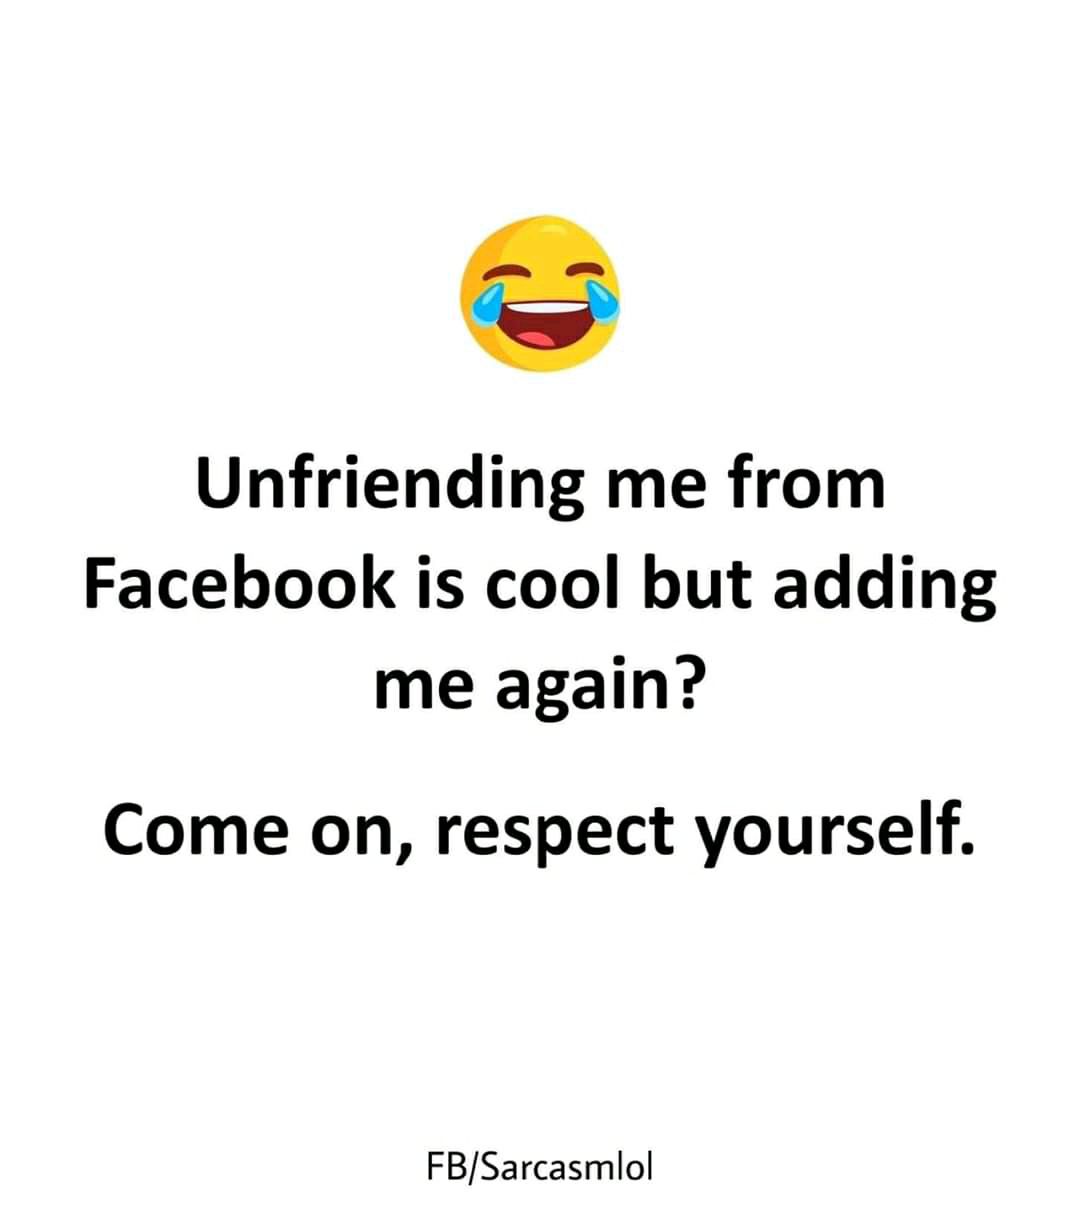 Unfriending me from
Facebook is cool but adding
me again?
Come on, respect yourself.
FB/Sarcasmlol